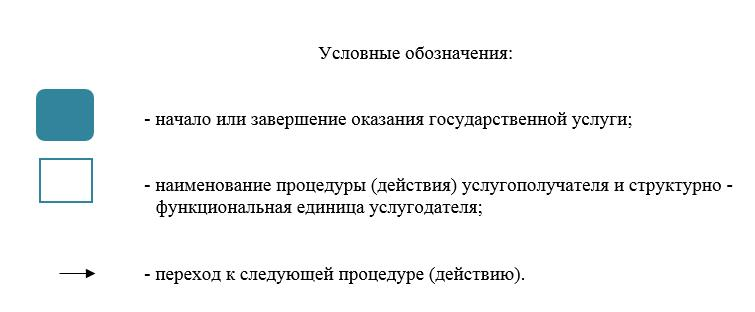 Условные обозначения:
- начало или завершение оказания государственной услуги;
- наименование процедуры (действия) услугополучателя и структурно -
функциональная единица услугодателя;
- переход к следующей процедуре (действию).